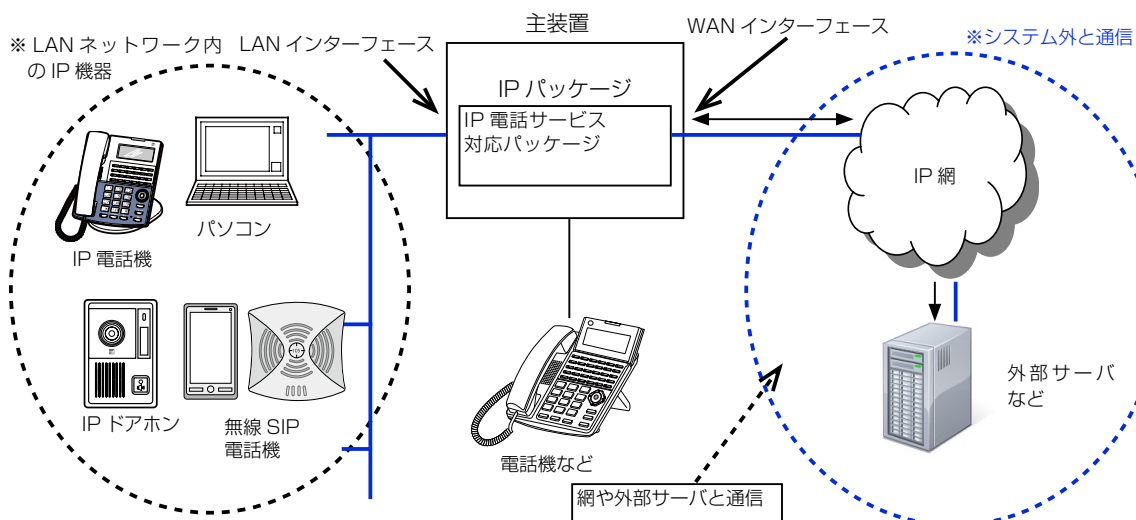 主装置
※ LAN ネットワーク内
の IP 機器
LAN インターフェース
WAN インターフェース
※システム外と通信
IP パッケージ
IP 電話サービス
対応パッケージ
IP 網
パソコン
IP 電話機
IP ドアホン
無線 SIP
電話機
電話機など
外部サーバ
など
網や外部サーバと通信